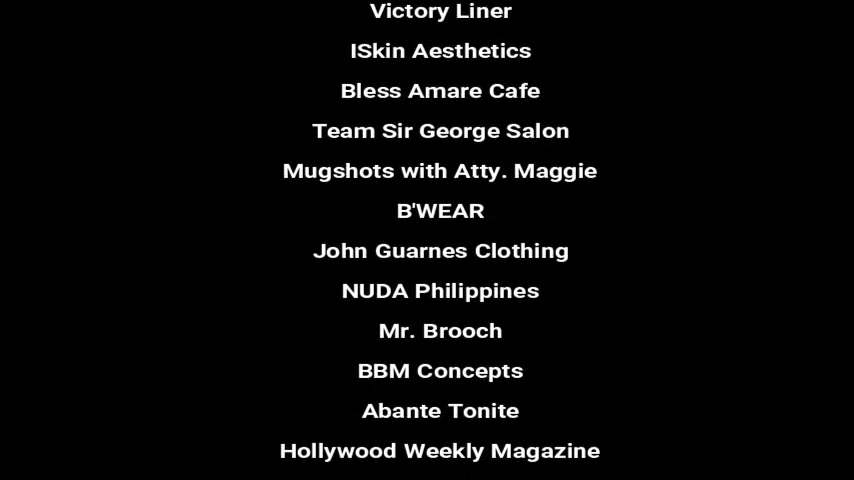 Victory Liner
ISkin Aesthetics
Bless Amare Cafe
Team Sir George Salon
Mugshots with Atty. Maggie
B'WEAR
John Guarnes Clothing
NUDA Philippines
Mr. Brooch
BBM Concepts
Abante Tonite
Hollywood Weekly Magazine